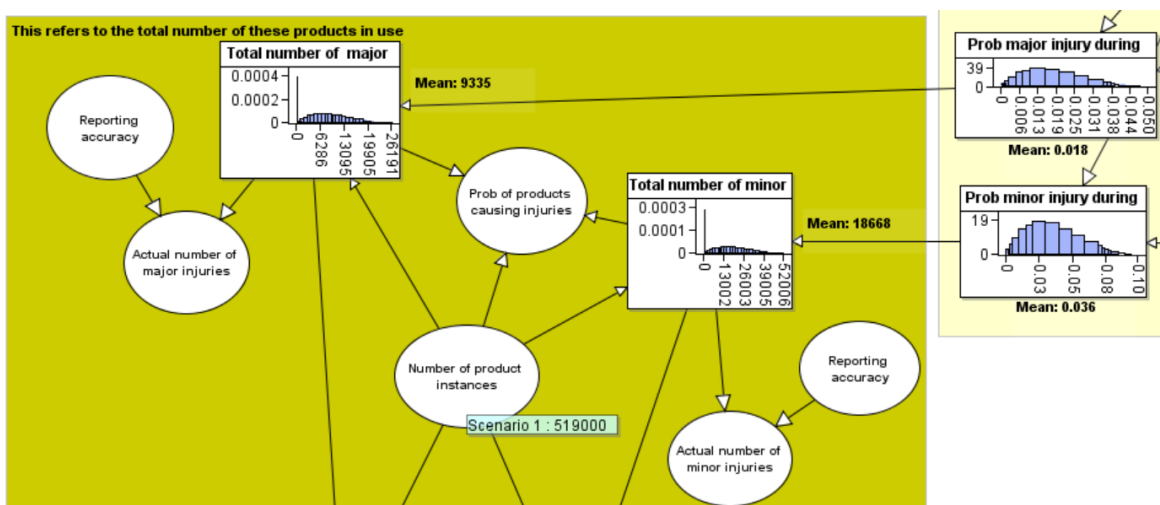 This refers to the total number of these products in use
Total number of major
0.0004
0.0002
0
0
6286
13095
19905
26191
Mean: 9335
Reporting
accuracy
Actual number of
major injuries
Prob of products
causing injuries
Total number of minor
0.0003
0.0001
0
0
13002
26003
39005
52006
Mean: 18668
Number of product
instances
Scenario 1 : 519000
Reporting
accuracy
Actual number of
minor injuries
Prob major injury during
39
0
0
0.006
0.013
0.019
0.025
0.031
0.038
0.044
0.050
Mean: 0.018
Prob minor injury during
19
0
0
0.03
0.05
0.08
0.10
Mean: 0.036